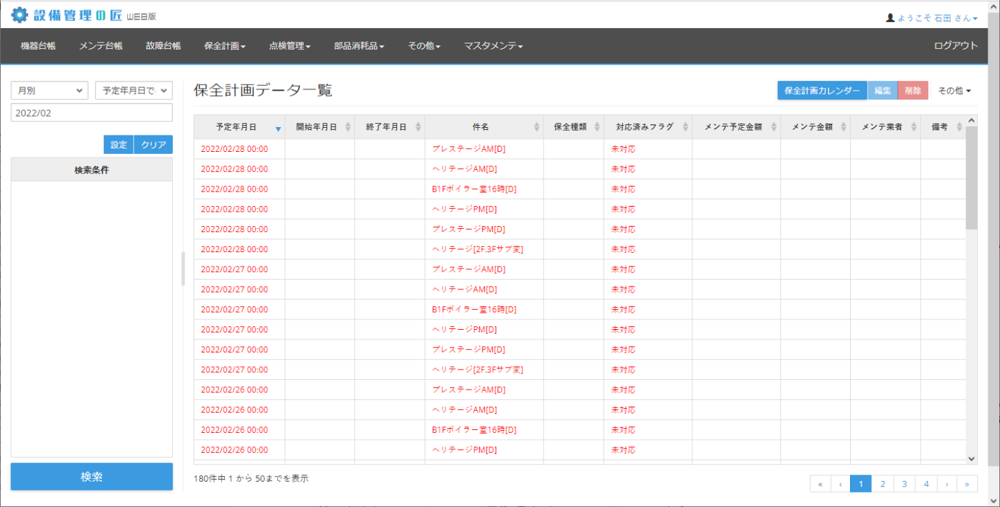 設備管理の匠 WEB版
ようこそ 石田 さん
機器台帳 メンテ台帳 故障台帳 保全計画 点検管理 部品消耗品 その他 マスタメンテ ログアウト
月別 予定年月日で
2022/02
設定 クリア
検索条件
検索
保全計画データ一覧
保全計画カレンダー 編集 削除 その他
予定年月日 開始年月日 終了年月日 件名 保全種類 対応済みフラグ メンテ予定金額 メンテ金額 メンテ業者 備考
2022/02/28 00:00 プレステージAM[D] 未対応
2022/02/28 00:00 ヘリテージAM[D] 未対応
2022/02/28 00:00 B1Fボイラー室16時[D] 未対応
2022/02/28 00:00 ヘリテージPM[D] 未対応
2022/02/28 00:00 プレステージPM[D] 未対応
2022/02/28 00:00 ヘリテージ[2F.3Fサブ変] 未対応
2022/02/27 00:00 プレステージAM[D] 未対応
2022/02/27 00:00 ヘリテージAM[D] 未対応
2022/02/27 00:00 B1Fボイラー室16時[D] 未対応
2022/02/27 00:00 ヘリテージPM[D] 未対応
2022/02/27 00:00 プレステージPM[D] 未対応
2022/02/27 00:00 ヘリテージ[2F.3Fサブ変] 未対応
2022/02/26 00:00 プレステージAM[D] 未対応
2022/02/26 00:00 ヘリテージAM[D] 未対応
2022/02/26 00:00 B1Fボイラー室16時[D] 未対応
2022/02/26 00:00 ヘリテージPM[D] 未対応
180件中 1 から 50までを表示
« ‹ 1 2 3 4 › »